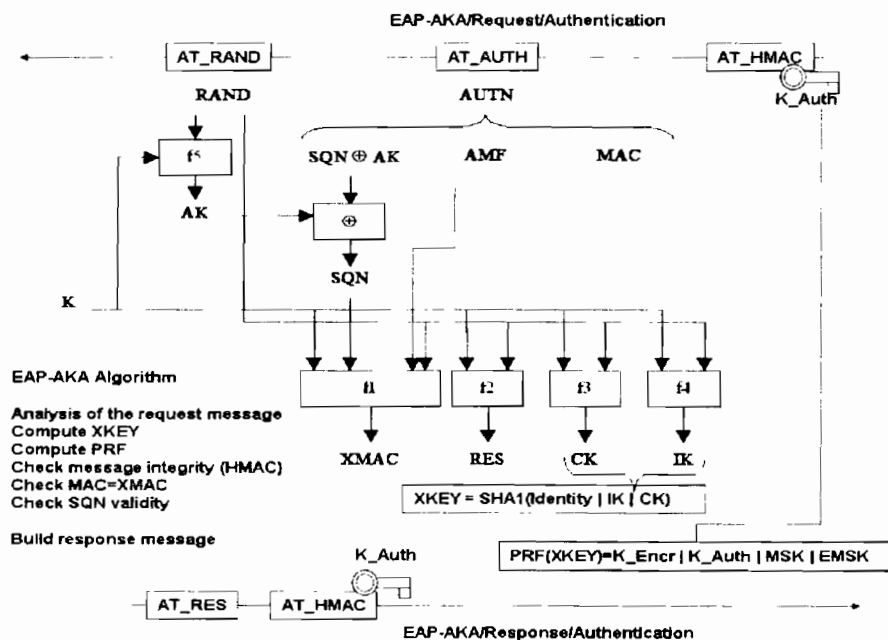 EAP-AKA/Request/Authentication
AT_RAND AT_AUTH AT_HMAC
K_Auth
RAND AUTN
f5
SQN ⊕ AK AMF MAC
AK
⊕
SQN
K
EAP-AKA Algorithm
f1 f2 f3 f4
Analysis of the request message
Compute XKEY
Compute PRF
Check message integrity (HMAC)
Check MAC=XMAC
Check SQN validity
XMAC RES CK IK
XKEY = SHA1(Identity | IK | CK)
Build response message
PRF(XKEY)=K_Encr | K_Auth | MSK | EMSK
K_Auth
AT_RES AT_HMAC
EAP-AKA/Response/Authentication